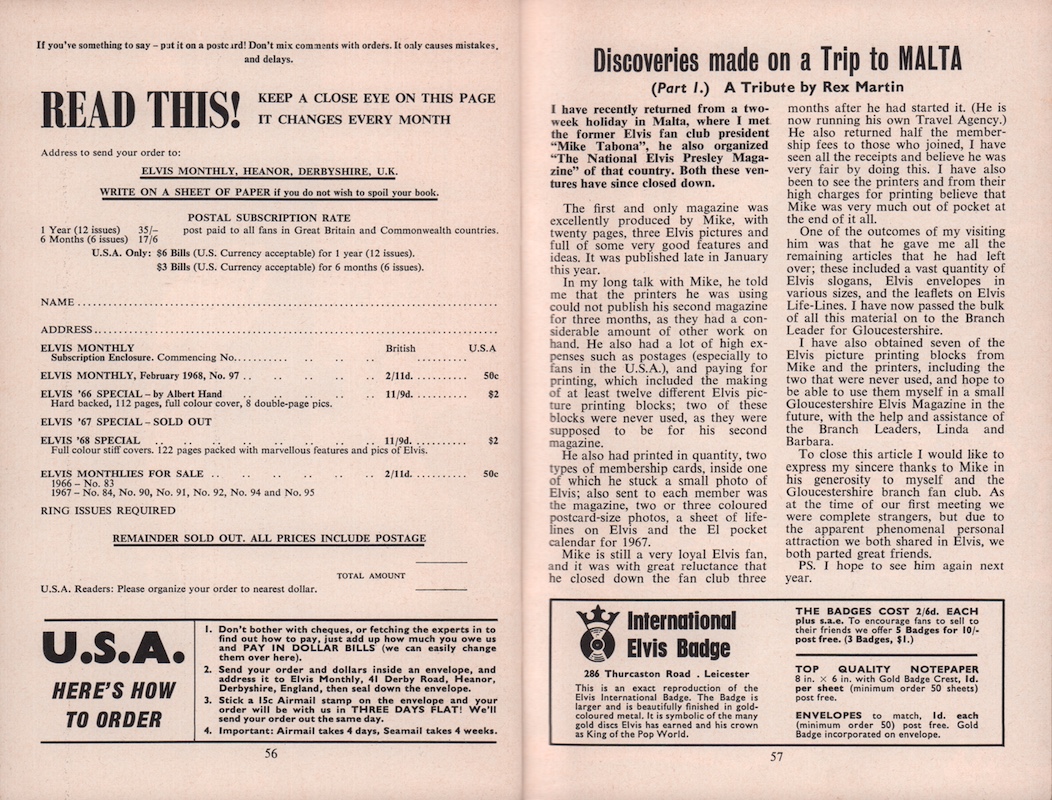 If you've something to say – put it on a postcard! Don't mix comments with orders. It only causes mistakes,
and delays.
READ THIS!
KEEP A CLOSE EYE ON THIS PAGE
IT CHANGES EVERY MONTH
Address to send your order to:
ELVIS MONTHLY, HEANOR, DERBYSHIRE, U.K.
WRITE ON A SHEET OF PAPER if you do not wish to spoil your book.
POSTAL SUBSCRIPTION RATE
1 Year (12 issues) 35/– post paid to all fans in Great Britain and Commonwealth countries.
6 Months (6 issues) 17/6
U.S.A. Only: $6 Bills (U.S. Currency acceptable) for 1 year (12 issues).
$3 Bills (U.S. Currency acceptable) for 6 months (6 issues).
NAME
ADDRESS
ELVIS MONTHLY British U.S.A
Subscription Enclosure. Commencing No.
ELVIS MONTHLY, February 1968, No. 97 2/11d. 50c
ELVIS '66 SPECIAL – by Albert Hand 11/9d. $2
Hard backed, 112 pages, full colour cover, 8 double-page pics.
ELVIS '67 SPECIAL – SOLD OUT
ELVIS '68 SPECIAL 11/9d. $2
Full colour stiff covers. 122 pages packed with marvellous features and pics of Elvis.
ELVIS MONTHLIES FOR SALE 2/11d. 50c
1966 – No. 83
1967 – No. 84, No. 90, No. 91, No. 92, No. 94 and No. 95
RING ISSUES REQUIRED
REMAINDER SOLD OUT. ALL PRICES INCLUDE POSTAGE
TOTAL AMOUNT
U.S.A. Readers: Please organize your order to nearest dollar.
U.S.A.
HERE'S HOW
TO ORDER
1. Don't bother with cheques, or fetching the experts in to
find out how to pay, just add up how much you owe us
and PAY IN DOLLAR BILLS (we can easily change
them over here).
2. Send your order and dollars inside an envelope, and
address it to Elvis Monthly, 41 Derby Road, Heanor,
Derbyshire, England, then seal down the envelope.
3. Stick a 15c Airmail stamp on the envelope and your
order will be with us in THREE DAYS FLAT! We'll
send your order out the same day.
4. Important: Airmail takes 4 days, Seamail takes 4 weeks.
56
Discoveries made on a Trip to MALTA
(Part 1.) A Tribute by Rex Martin
I have recently returned from a two-
week holiday in Malta, where I met
the former Elvis fan club president
"Mike Tabona", he also organized
"The National Elvis Presley Maga-
zine" of that country. Both these ven-
tures have since closed down.
The first and only magazine was
excellently produced by Mike, with
twenty pages, three Elvis pictures and
full of some very good features and
ideas. It was published late in January
this year.
In my long talk with Mike, he told
me that the printers he was using
could not publish his second magazine
for three months, as they had a con-
siderable amount of other work on
hand. He also had a lot of high ex-
penses such as postages (especially to
fans in the U.S.A.), and paying for
printing, which included the making
of at least twelve different Elvis pic-
ture printing blocks; two of these
blocks were never used, as they were
supposed to be for his second
magazine.
He also had printed in quantity, two
types of membership cards, inside one
of which he stuck a small photo of
Elvis; also sent to each member was
the magazine, two or three coloured
postcard-size photos, a sheet of life-
lines on Elvis and the El pocket
calendar for 1967.
Mike is still a very loyal Elvis fan,
and it was with great reluctance that
he closed down the fan club three
months after he had started it. (He is
now running his own Travel Agency.)
He also returned half the member-
ship fees to those who joined, I have
seen all the receipts and believe he was
very fair by doing this. I have also
been to see the printers and from their
high charges for printing believe that
Mike was very much out of pocket at
the end of it all.
One of the outcomes of my visiting
him was that he gave me all the
remaining articles that he had left
over; these included a vast quantity of
Elvis slogans, Elvis envelopes in
various sizes, and the leaflets on Elvis
Life-Lines. I have now passed the bulk
of all this material on to the Branch
Leader for Gloucestershire.
I have also obtained seven of the
Elvis picture printing blocks from
Mike and the printers, including the
two that were never used, and hope to
be able to use them myself in a small
Gloucestershire Elvis Magazine in the
future, with the help and assistance of
the Branch Leaders, Linda and
Barbara.
To close this article I would like to
express my sincere thanks to Mike in
his generosity to myself and the
Gloucestershire branch fan club. As
at the time of our first meeting we
were complete strangers, but due to
the apparent phenomenal personal
attraction we both shared in Elvis, we
both parted great friends.
PS. I hope to see him again next
year.
International
Elvis Badge
286 Thurcaston Road . Leicester
This is an exact reproduction of the
Elvis International Badge. The Badge is
larger and is beautifully finished in gold-
coloured metal. It is symbolic of the many
gold discs Elvis has earned and his crown
as King of the Pop World.
THE BADGES COST 2/6d. EACH
plus s.a.e. To encourage fans to sell to
their friends we offer 5 Badges for 10/-
post free. (3 Badges, $1.)
TOP QUALITY NOTEPAPER
8 in. × 6 in. with Gold Badge Crest, 1d.
per sheet (minimum order 50 sheets)
post free.
ENVELOPES to match, 1d. each
(minimum order 50) post free. Gold
Badge incorporated on envelope.
57